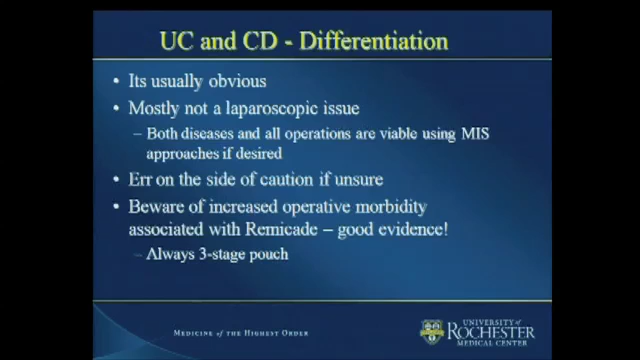 UC and CD - Differentiation
• Its usually obvious
• Mostly not a laparoscopic issue
– Both diseases and all operations are viable using MIS
approaches if desired
• Err on the side of caution if unsure
• Beware of increased operative morbidity
associated with Remicade – good evidence!
– Always 3-stage pouch
MEDICINE of the HIGHEST ORDER
UNIVERSITY of
ROCHESTER
MEDICAL CENTER